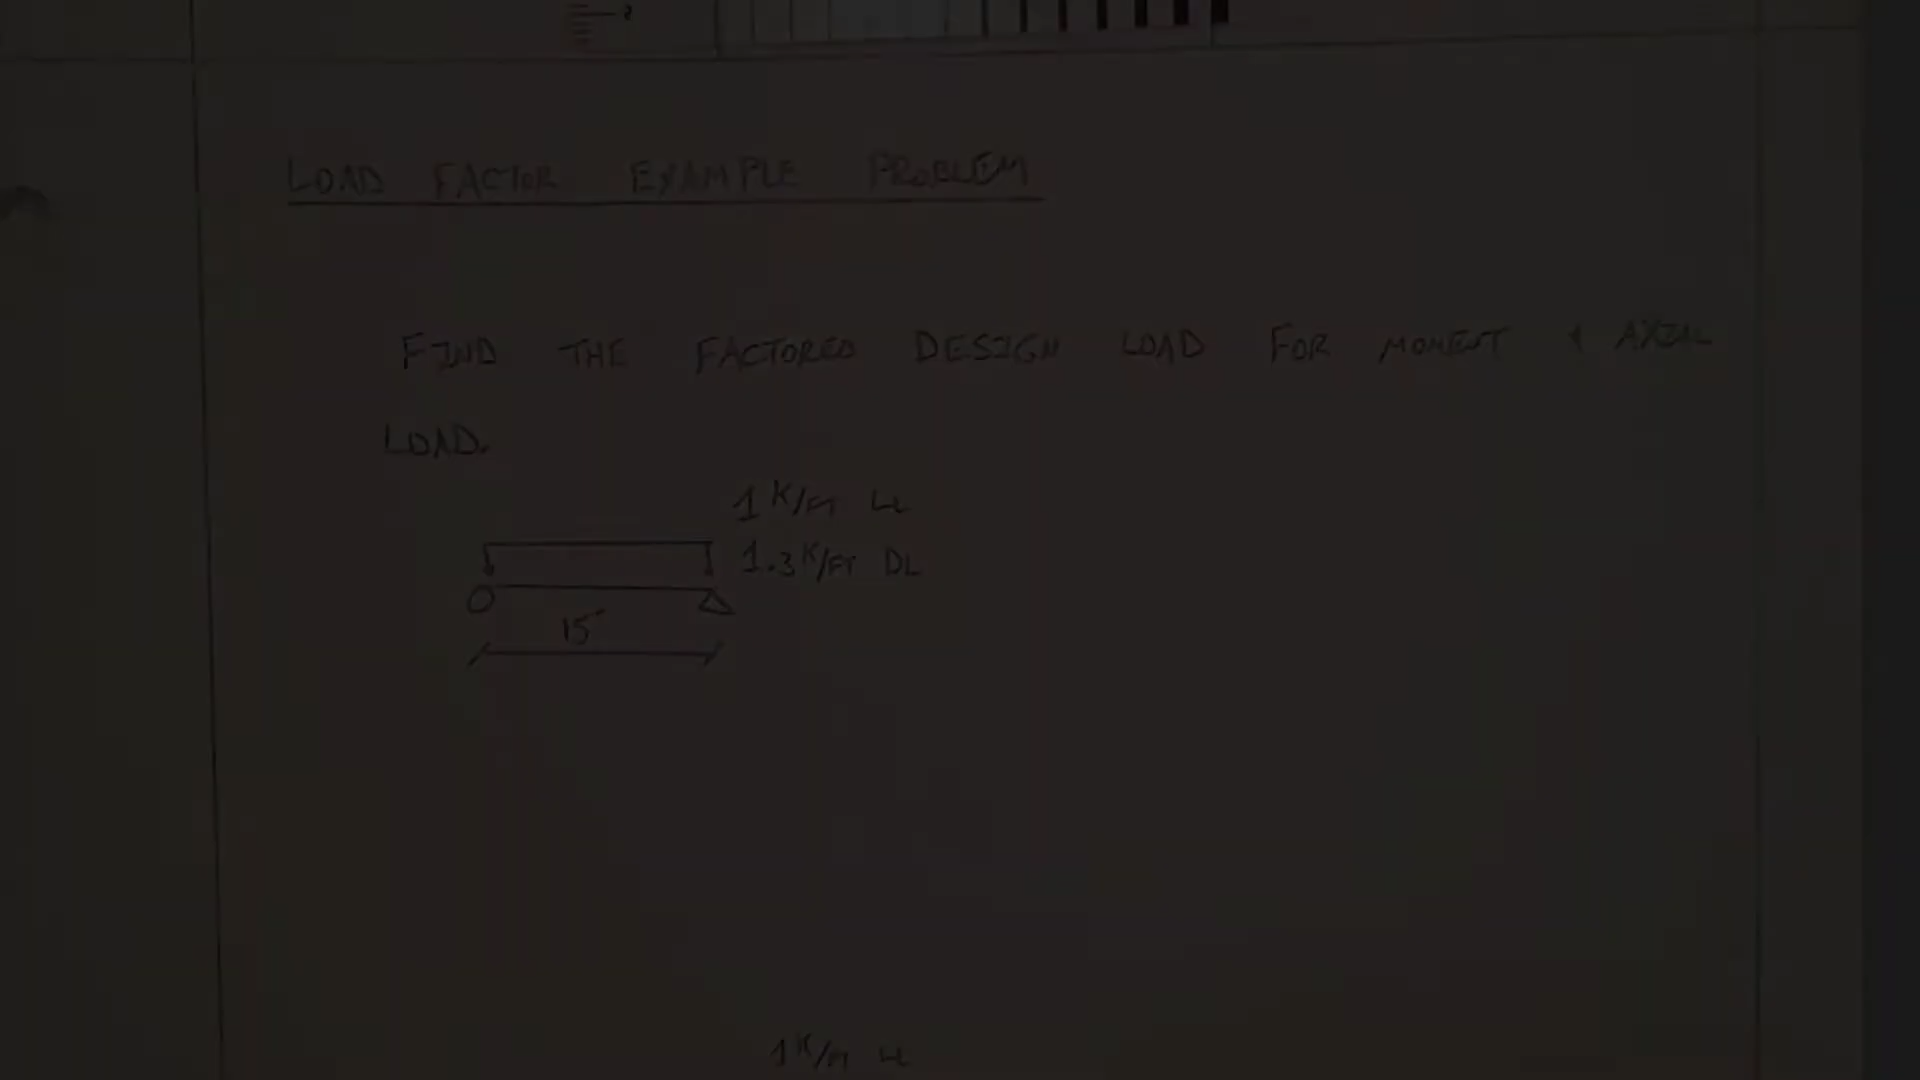 LOAD FACTOR EXAMPLE PROBLEM
FIND THE FACTORED DESIGN LOAD FOR MOMENT & AXIAL
LOAD.
1 K/FT LL
1.3 K/FT DL
15'
1 K/FT LL